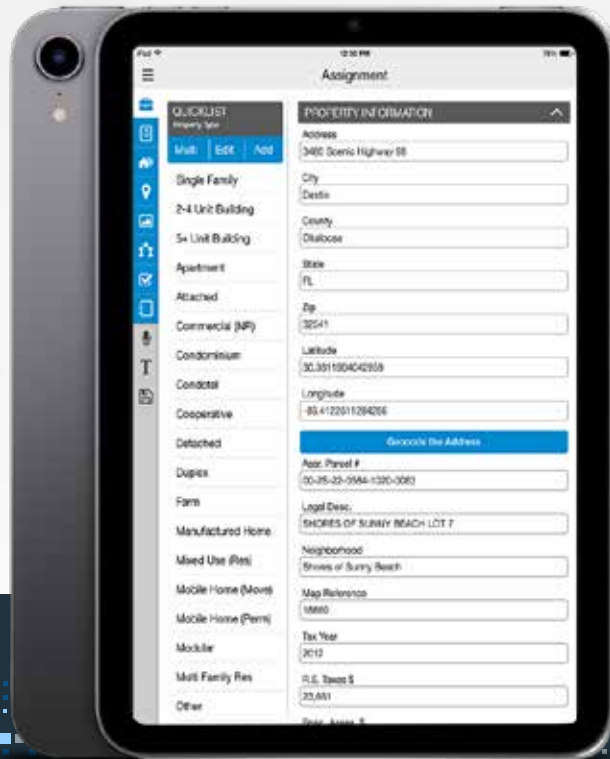 iPad
12:30 PM
Assignment
QUICKLIST
Property Type
Multi Edit Add
Single Family
2-4 Unit Building
5+ Unit Building
Apartment
Attached
Commercial (NR)
Condominium
Condotel
Cooperative
Detached
Duplex
Farm
Manufactured Home
Mixed Use (Res)
Mobile Home (Move)
Mobile Home (Perm)
Modular
Multi Family Res
Other
PROPERTY INFORMATION
Address
Scenic Highway
City
Destin
County
Okaloosa
State
FL
Zip
32541
Latitude
Longitude
Geocode the Address
Assr. Parcel #
Legal Desc.
SHORES OF SUNNY BEACH LOT 7
Neighborhood
Shores of Sunny Beach
Map Reference
Tax Year
2012
R.E. Taxes $
T